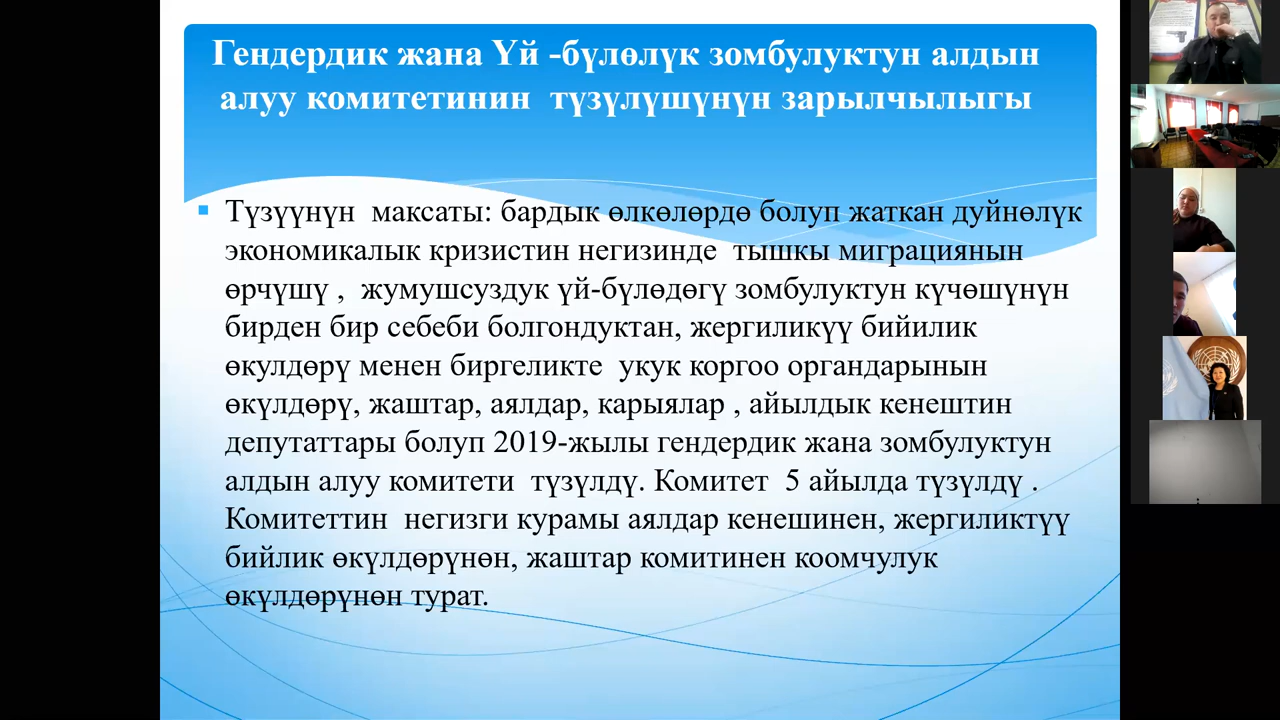 Гендердик жана Үй -бүлөлүк зомбулуктун алдын
алуу комитетинин түзүлүшүнүн зарылчылыгы
Түзүүнүн максаты: бардык өлкөлөрдө болуп жаткан дүйнөлүк
экономикалык кризистин негизинде тышкы миграциянын
өрчүшү , жумушсуздук үй-бүлөдөгү зомбулуктун күчөшүнүн
бирден бир себеби болгондуктан, жергиликүү бийилик
өкулдөрү менен биргеликте укук коргоо органдарынын
өкүлдөрү, жаштар, аялдар, карыялар , айылдык кенештин
депутаттары болуп 2019-жылы гендердик жана зомбулуктун
алдын алуу комитети түзүлдү. Комитет 5 айылда түзүлдү .
Комитеттин негизги курамы аялдар кенешинен, жергиликтүү
бийлик өкүлдөрүнөн, жаштар комитинен коомчулук
өкүлдөрүнөн турат.